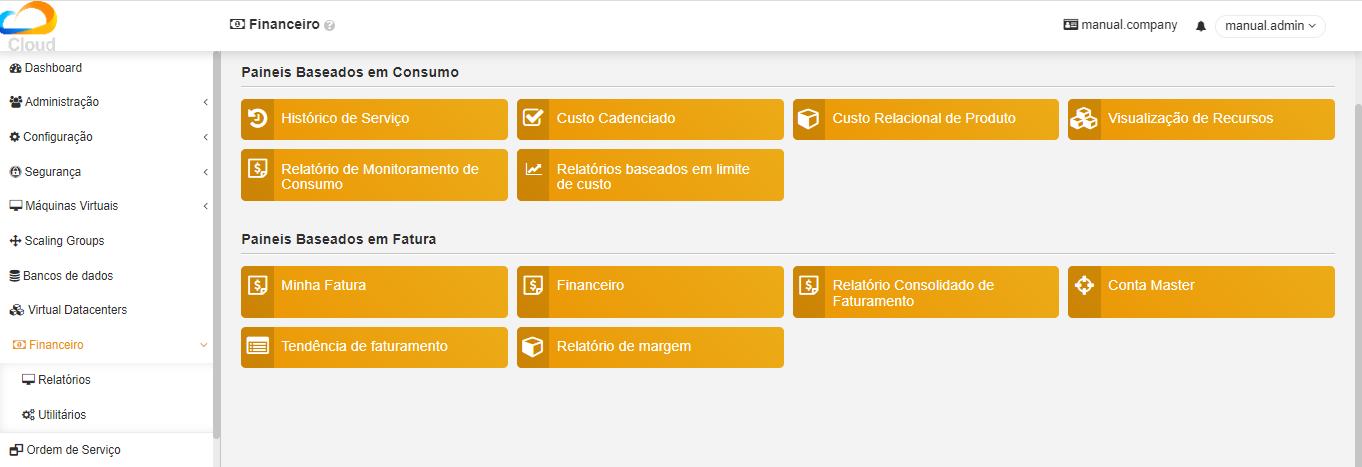 Cloud
Financeiro
manual.company
manual.admin
Dashboard
Administração
Configuração
Segurança
Máquinas Virtuais
Scaling Groups
Bancos de dados
Virtual Datacenters
Financeiro
Relatórios
Utilitários
Ordem de Serviço
Paineis Baseados em Consumo
Histórico de Serviço
Custo Cadenciado
Custo Relacional de Produto
Visualização de Recursos
Relatório de Monitoramento de
Consumo
Relatórios baseados em limite
de custo
Paineis Baseados em Fatura
Minha Fatura
Financeiro
Relatório Consolidado de
Faturamento
Conta Master
Tendência de faturamento
Relatório de margem